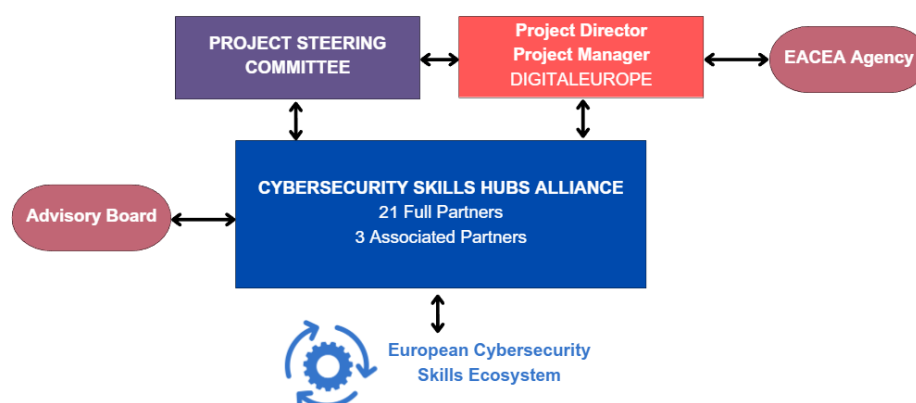 PROJECT STEERING
COMMITTEE
Project Director
Project Manager
DIGITALEUROPE
EACEA Agency
CYBERSECURITY SKILLS HUBS ALLIANCE
21 Full Partners
3 Associated Partners
Advisory Board
European Cybersecurity
Skills Ecosystem